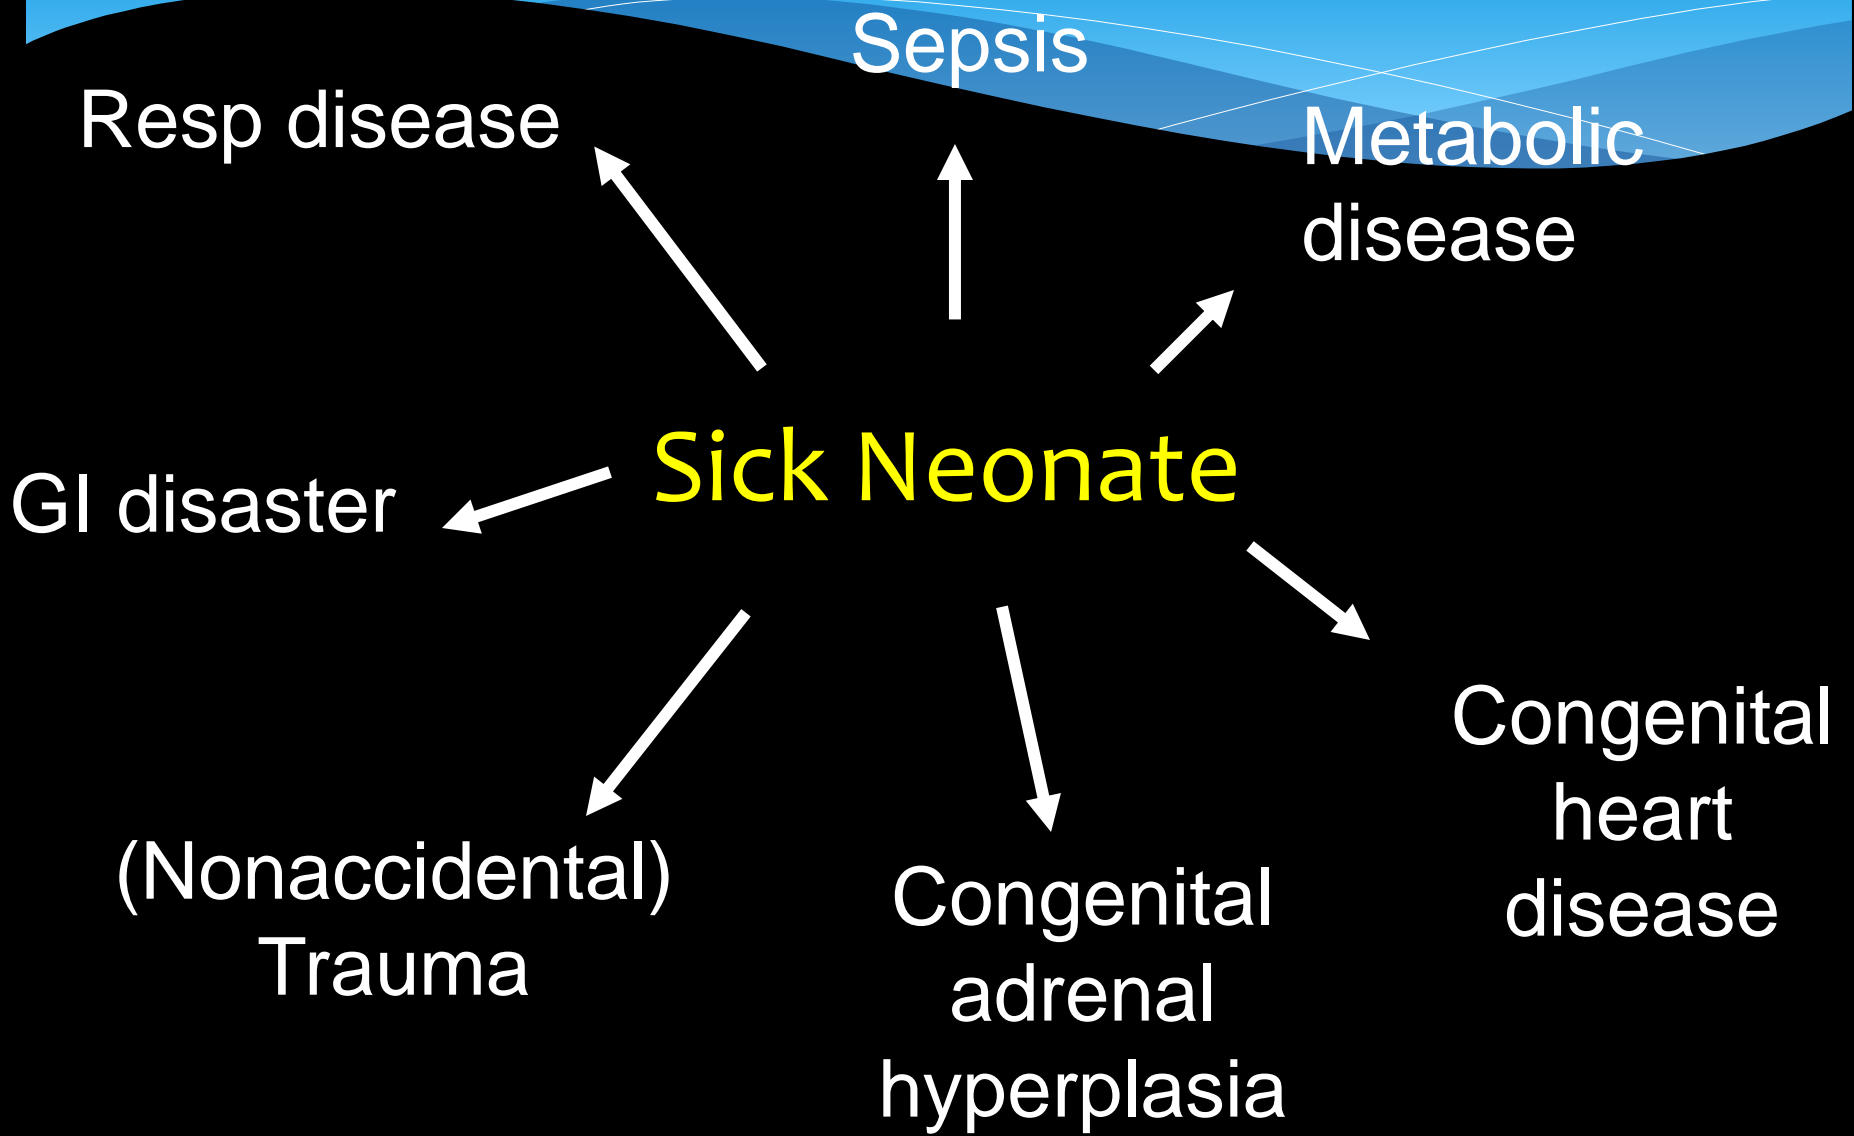 Sepsis
Resp disease
Metabolic
disease
Sick Neonate
GI disaster
Congenital
heart
disease
(Nonaccidental)
Trauma
Congenital
adrenal
hyperplasia